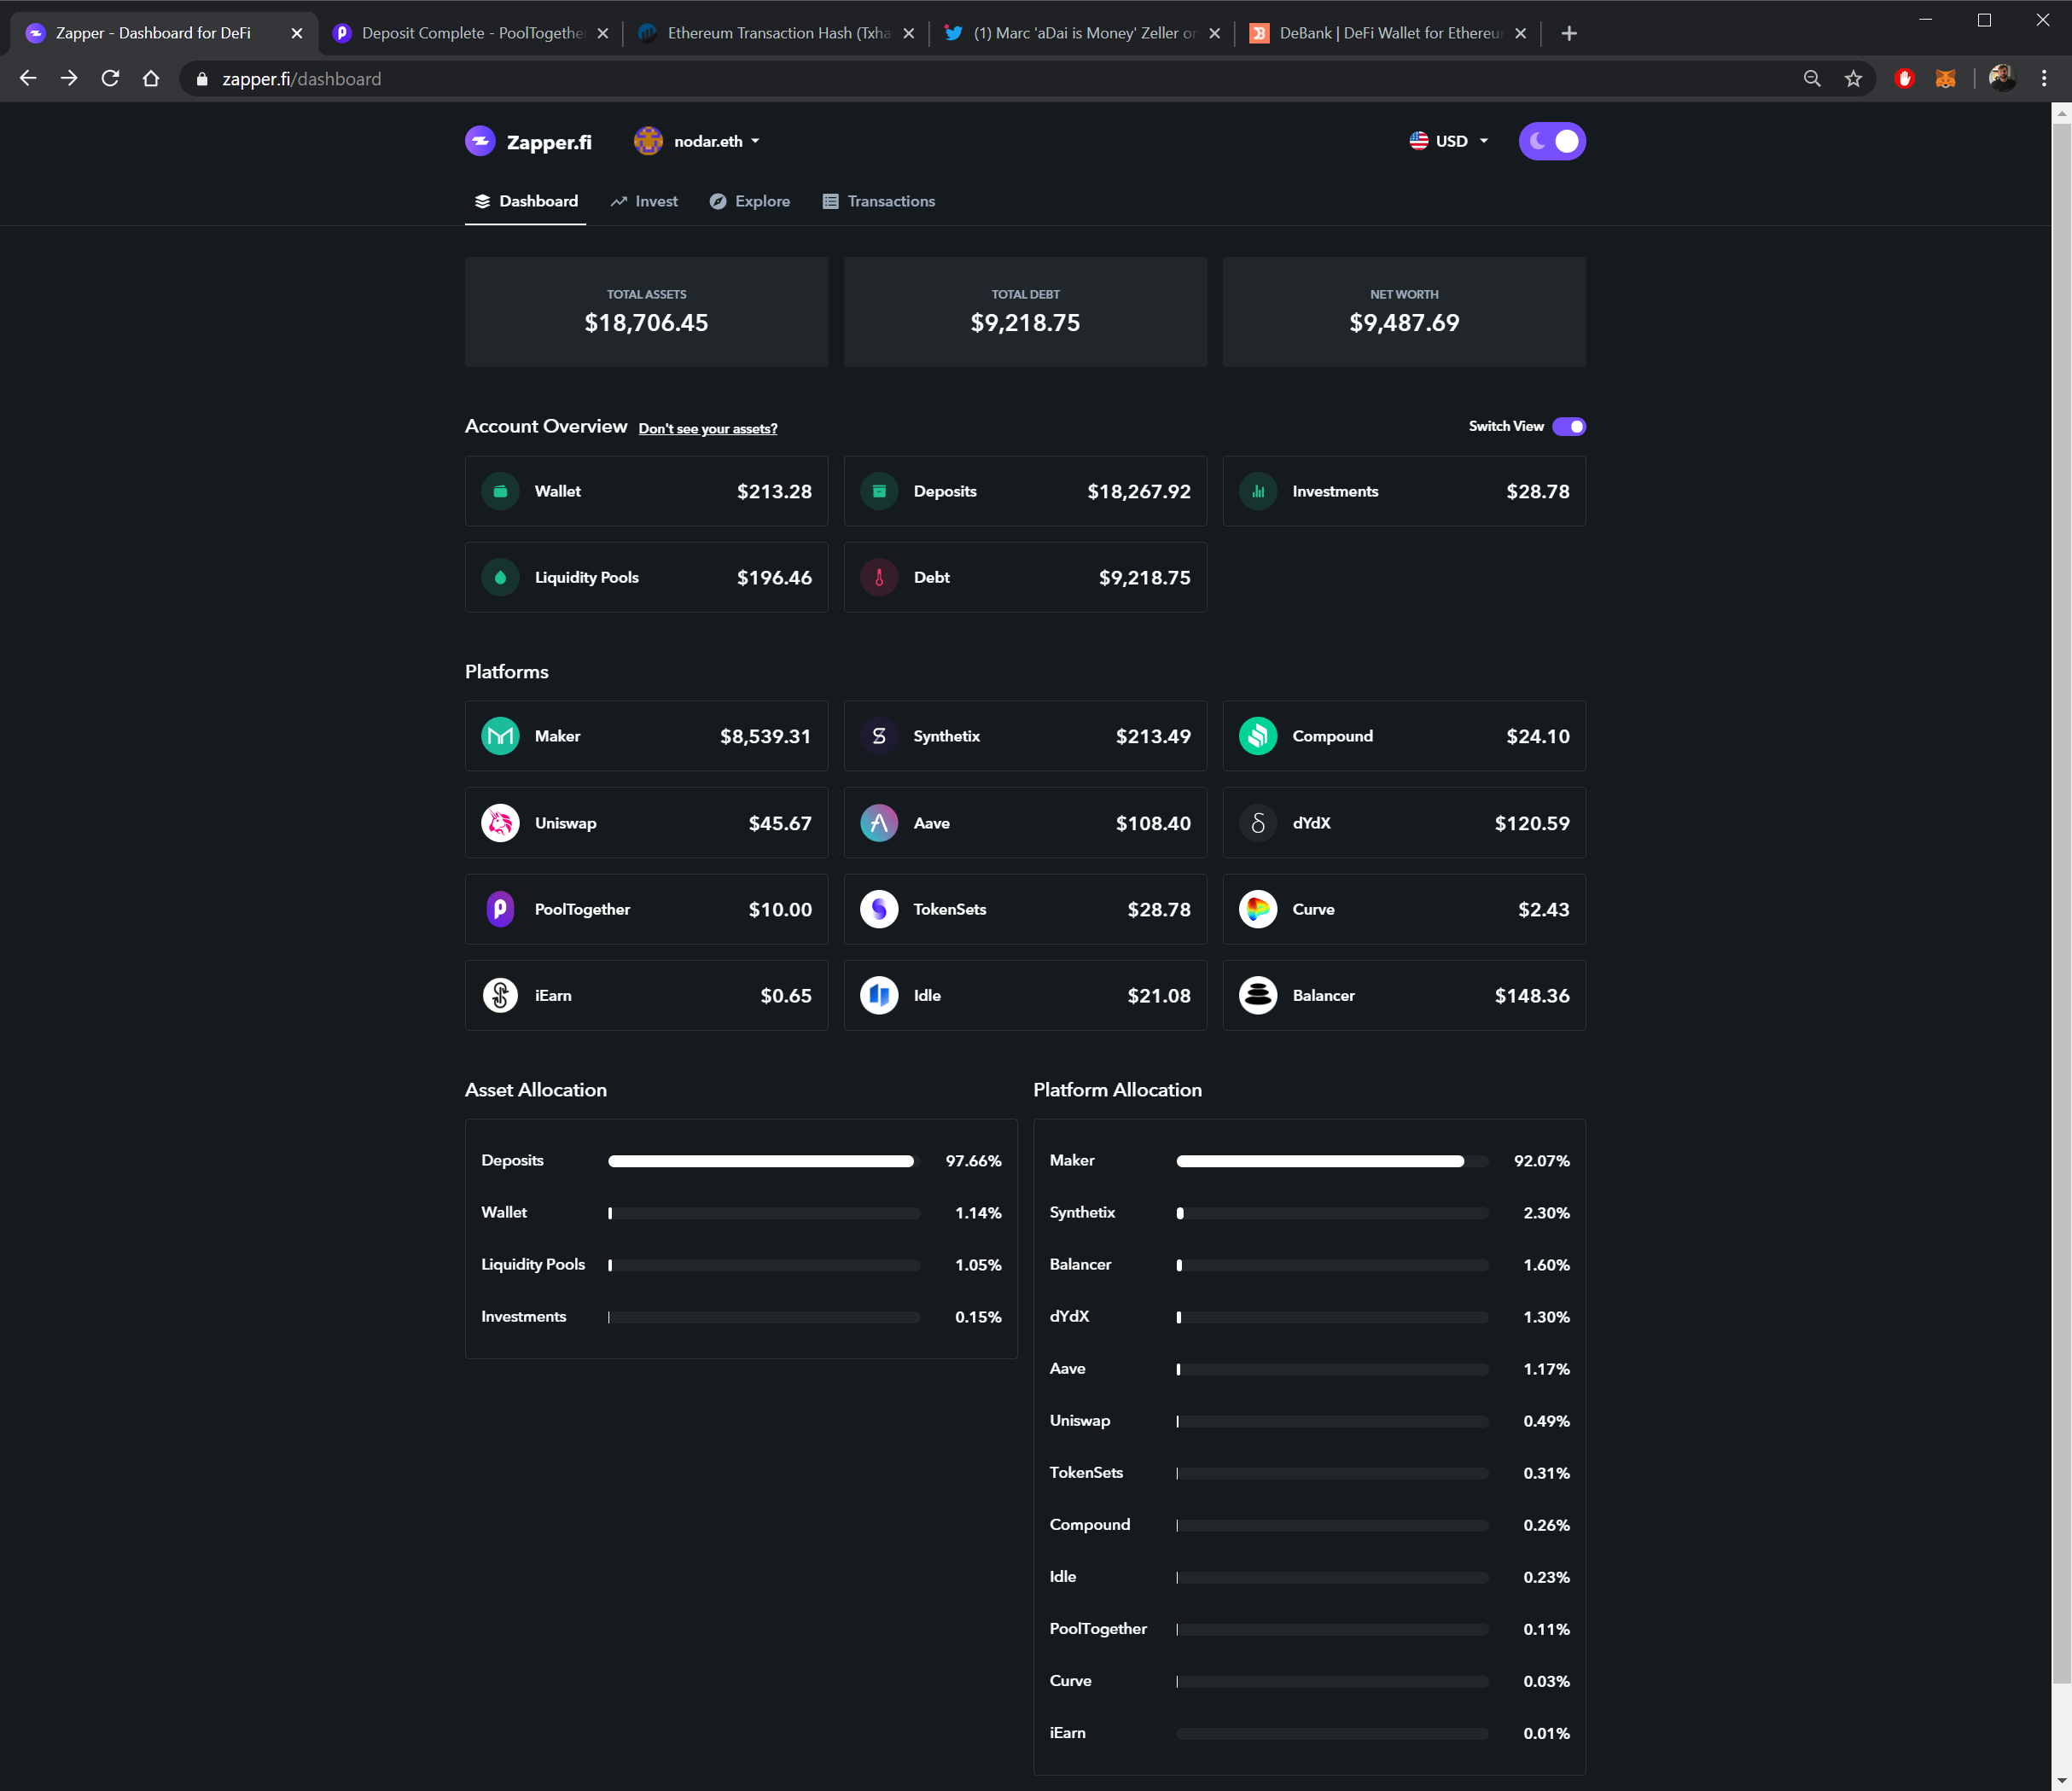 Zapper - Dashboard for DeFi
Deposit Complete - PoolTogether
Ethereum Transaction Hash (Txha
(1) Marc 'aDai is Money' Zeller on
DeBank | DeFi Wallet for Ethereum
zapper.fi/dashboard
Zapper.fi
nodar.eth
USD
Dashboard
Invest
Explore
Transactions
TOTAL ASSETS
$18,706.45
TOTAL DEBT
$9,218.75
NET WORTH
$9,487.69
Account Overview Don't see your assets?
Switch View
Wallet $213.28
Deposits $18,267.92
Investments $28.78
Liquidity Pools $196.46
Debt $9,218.75
Platforms
Maker $8,539.31
Synthetix $213.49
Compound $24.10
Uniswap $45.67
Aave $108.40
dYdX $120.59
PoolTogether $10.00
TokenSets $28.78
Curve $2.43
iEarn $0.65
Idle $21.08
Balancer $148.36
Asset Allocation
Deposits 97.66%
Wallet 1.14%
Liquidity Pools 1.05%
Investments 0.15%
Platform Allocation
Maker 92.07%
Synthetix 2.30%
Balancer 1.60%
dYdX 1.30%
Aave 1.17%
Uniswap 0.49%
TokenSets 0.31%
Compound 0.26%
Idle 0.23%
PoolTogether 0.11%
Curve 0.03%
iEarn 0.01%